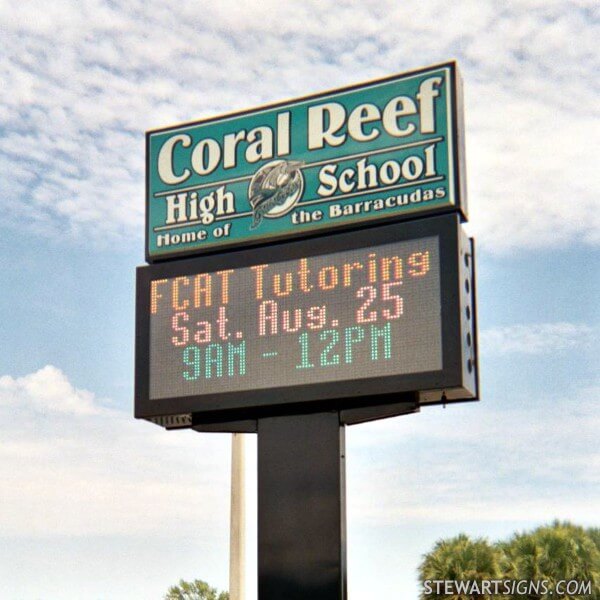 Coral Reef
High School
Home of the Barracudas
FCAT Tutoring
Sat. Aug. 25
9AM - 12PM
STEWARTSIGNS.COM